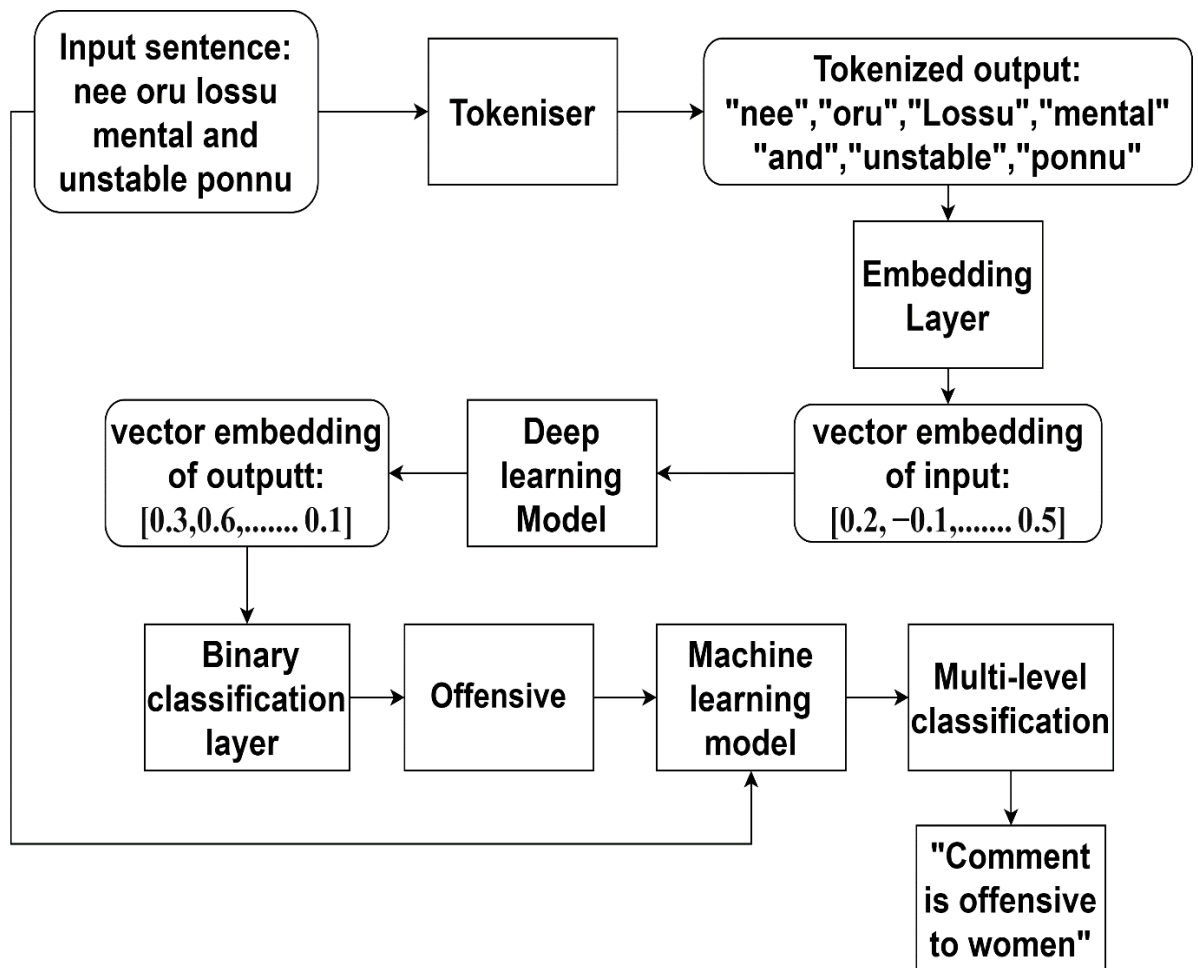 Input sentence:
nee oru lossu
mental and
unstable ponnu
Tokeniser
Tokenized output:
"nee","oru","Lossu","mental"
"and","unstable","ponnu"
Embedding
Layer
vector embedding
of input:
[0.2, −0.1,....... 0.5]
Deep
learning
Model
vector embedding
of outputt:
[0.3,0.6,....... 0.1]
Binary
classification
layer
Offensive
Machine
learning
model
Multi-level
classification
"Comment
is offensive
to women"